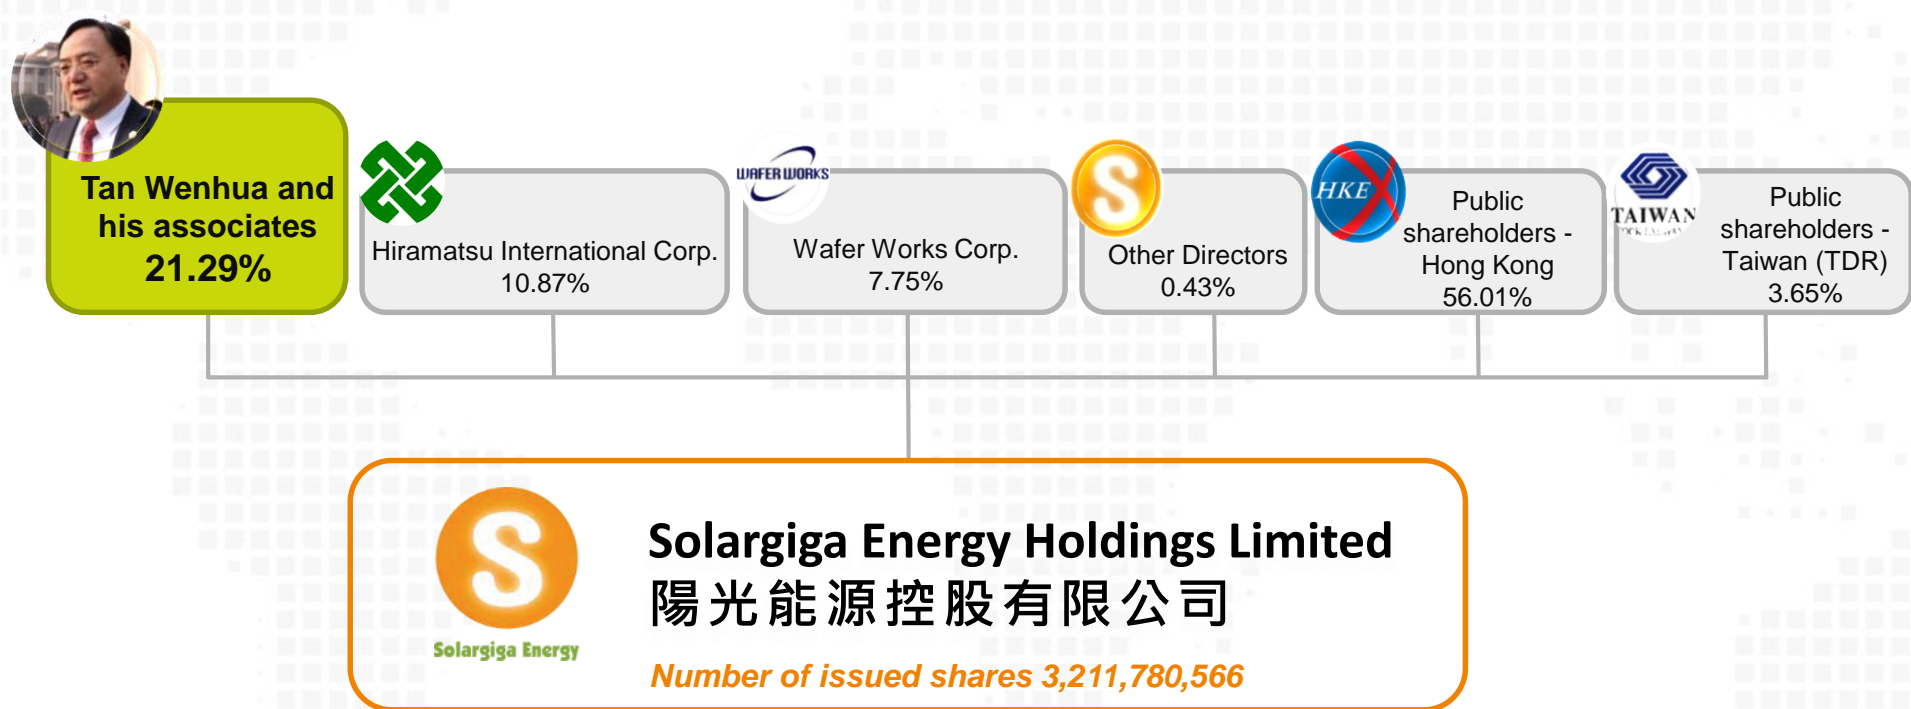 Tan Wenhua and
his associates
21.29%
Hiramatsu International Corp.
10.87%
WAFER WORKS
Wafer Works Corp.
7.75%
S
Other Directors
0.43%
HKEX
Public
shareholders -
Hong Kong
56.01%
TAIWAN
Public
shareholders -
Taiwan (TDR)
3.65%
S
Solargiga Energy
Solargiga Energy Holdings Limited
陽光能源控股有限公司
Number of issued shares 3,211,780,566